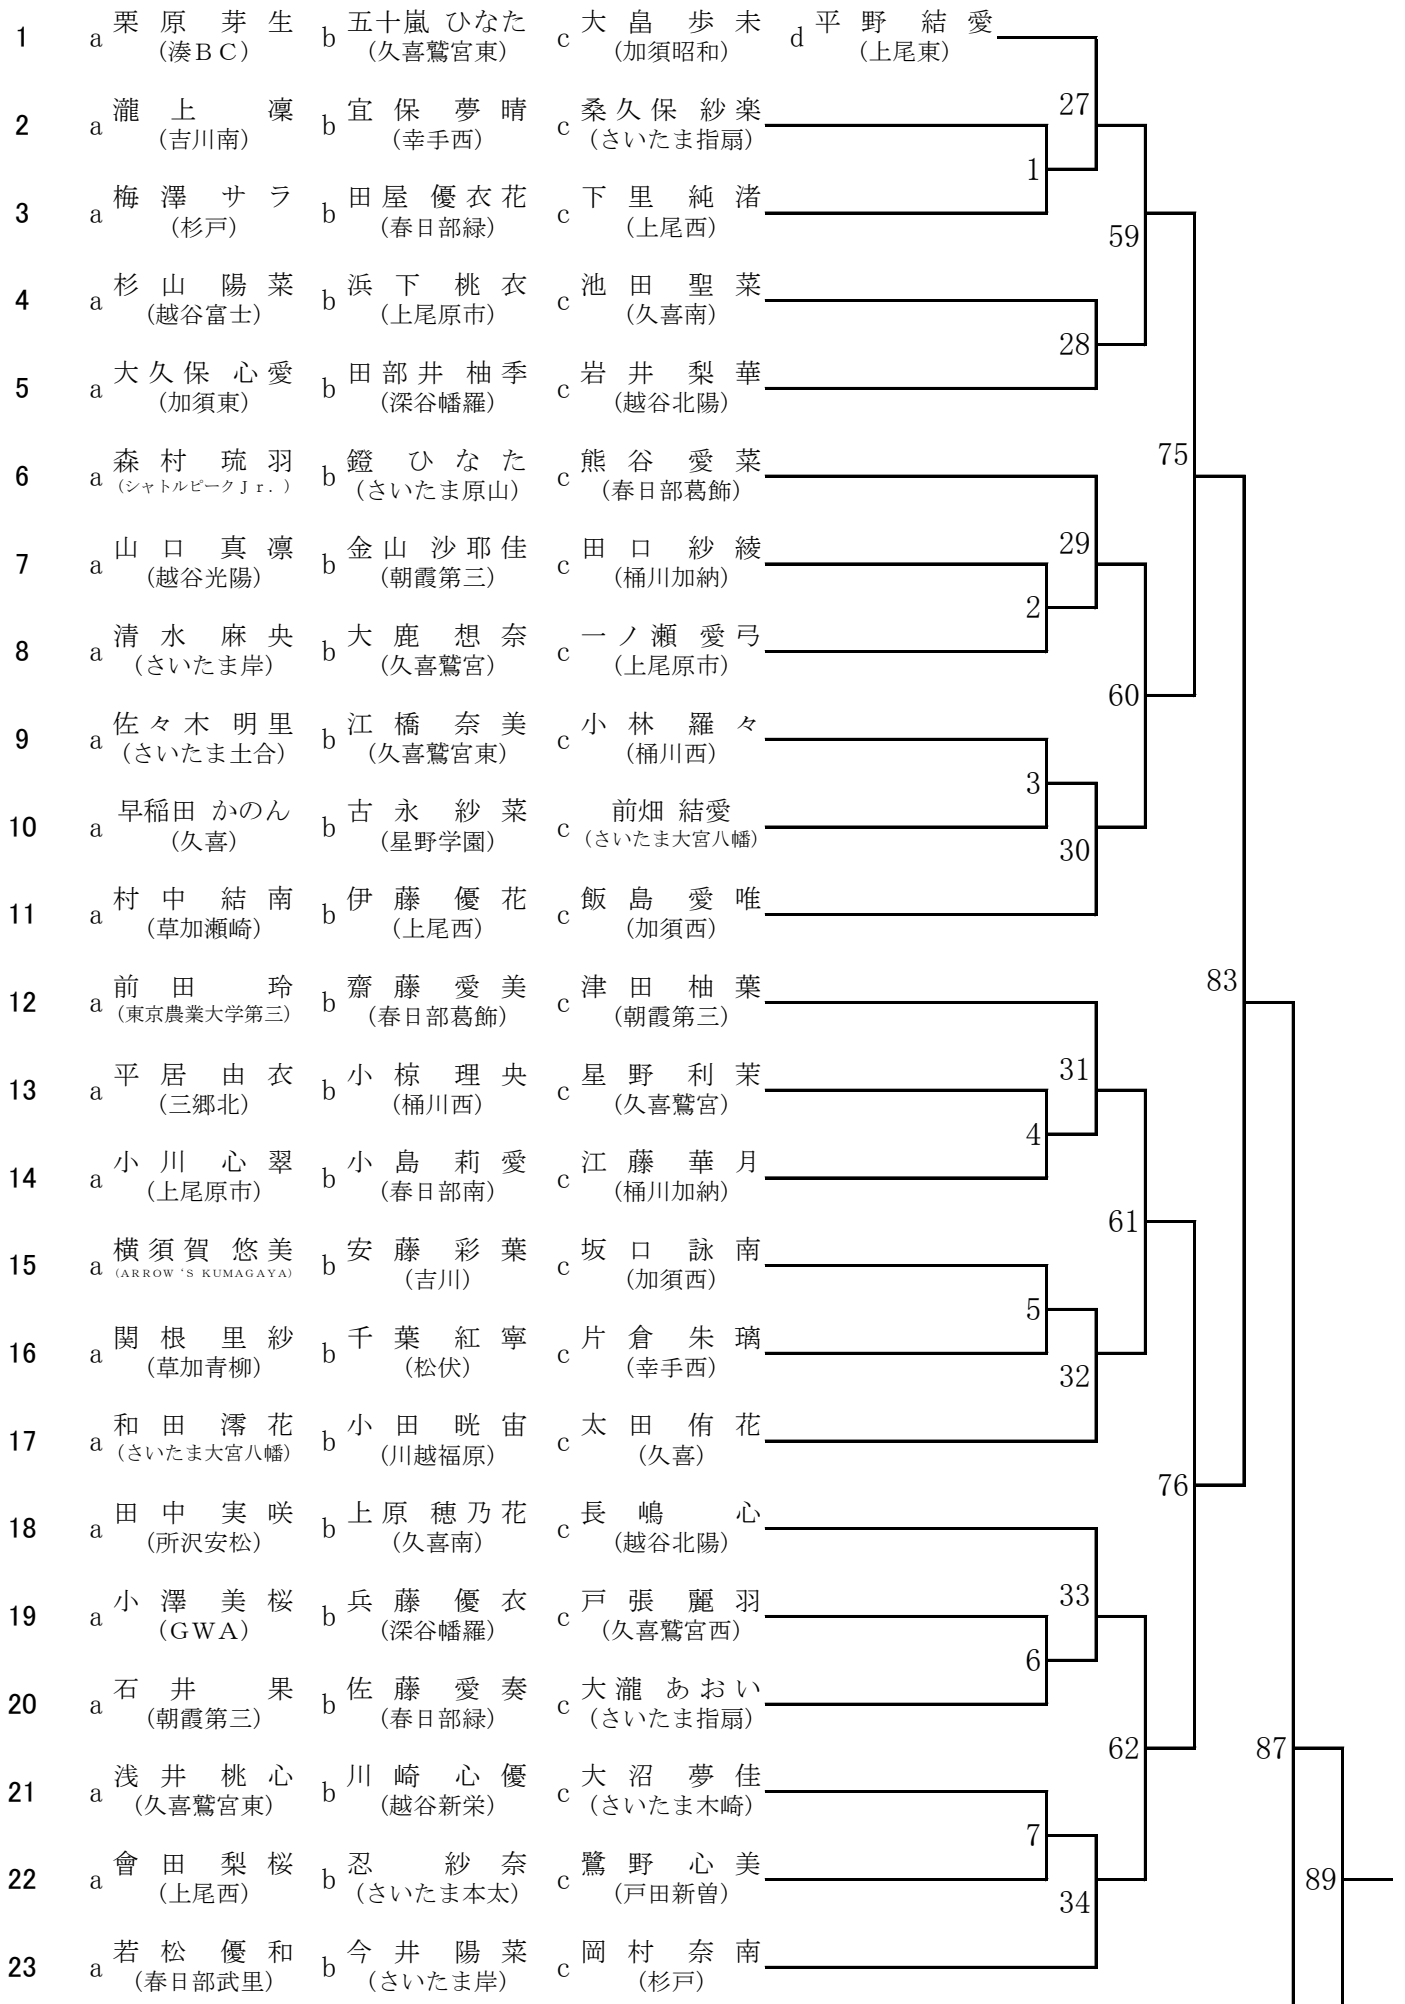 1 a 栗原芽生 b 五十嵐 ひなた c 大畠歩未 d 平野結愛
(湊BC) (久喜鷲宮東) (加須昭和) (上尾東)
27
2 a 瀧上凜 b 宜保夢晴 c 桑久保 紗楽
(吉川南) (幸手西) (さいたま指扇)
1
3 a 梅澤サラ b 田屋優衣花 c 下里純渚
(杉戸) (春日部緑) (上尾西)
59
4 a 杉山陽菜 b 浜下桃衣 c 池田聖菜
(越谷富士) (上尾原市) (久喜南)
28
5 a 大久保心愛 b 田部井柚季 c 岩井梨華
(加須東) (深谷幡羅) (越谷北陽)
75
6 a 森村琉羽 b 鐙ひなた c 熊谷愛菜
(シャトルピークJr.) (さいたま原山) (春日部葛飾)
29
7 a 山口真凛 b 金山沙耶佳 c 田口紗綾
(越谷光陽) (朝霞第三) (桶川加納)
2
8 a 清水麻央 b 大鹿想奈 c 一ノ瀬愛弓
(さいたま岸) (久喜鷲宮) (上尾原市)
60
9 a 佐々木明里 b 江橋奈美 c 小林羅々
(さいたま土合) (久喜鷲宮東) (桶川西)
3
10 a 早稲田 かのん b 古永紗菜 c 前畑 結愛
(久喜) (星野学園) (さいたま大宮八幡)
30
11 a 村中結南 b 伊藤優花 c 飯島愛唯
(草加瀬崎) (上尾西) (加須西)
83
12 a 前田玲 b 齋藤愛美 c 津田柚葉
(東京農業大学第三) (春日部葛飾) (朝霞第三)
31
13 a 平居由衣 b 小椋理央 c 星野利茉
(三郷北) (桶川西) (久喜鷲宮)
4
14 a 小川心翠 b 小島莉愛 c 江藤華月
(上尾原市) (春日部南) (桶川加納)
61
15 a 横須賀悠美 b 安藤彩葉 c 坂口詠南
(ARROW‘S KUMAGAYA) (吉川) (加須西)
5
16 a 関根里紗 b 千葉紅寧 c 片倉朱璃
(草加青柳) (松伏) (幸手西)
32
17 a 和田澪花 b 小田晄宙 c 太田侑花
(さいたま大宮八幡) (川越福原) (久喜)
76
18 a 田中実咲 b 上原穂乃花 c 長嶋心
(所沢安松) (久喜南) (越谷北陽)
33
19 a 小澤美桜 b 兵藤優衣 c 戸張麗羽
(GWA) (深谷幡羅) (久喜鷲宮西)
6
20 a 石井果 b 佐藤愛奏 c 大瀧あおい
(朝霞第三) (春日部緑) (さいたま指扇)
62 87
21 a 浅井桃心 b 川崎心優 c 大沼夢佳
(久喜鷲宮東) (越谷新栄) (さいたま木崎)
7
22 a 會田梨桜 b 忍紗奈 c 鷺野心美
(上尾西) (さいたま本太) (戸田新曽)
34 89
23 a 若松優和 b 今井陽菜 c 岡村奈南
(春日部武里) (さいたま岸) (杉戸)